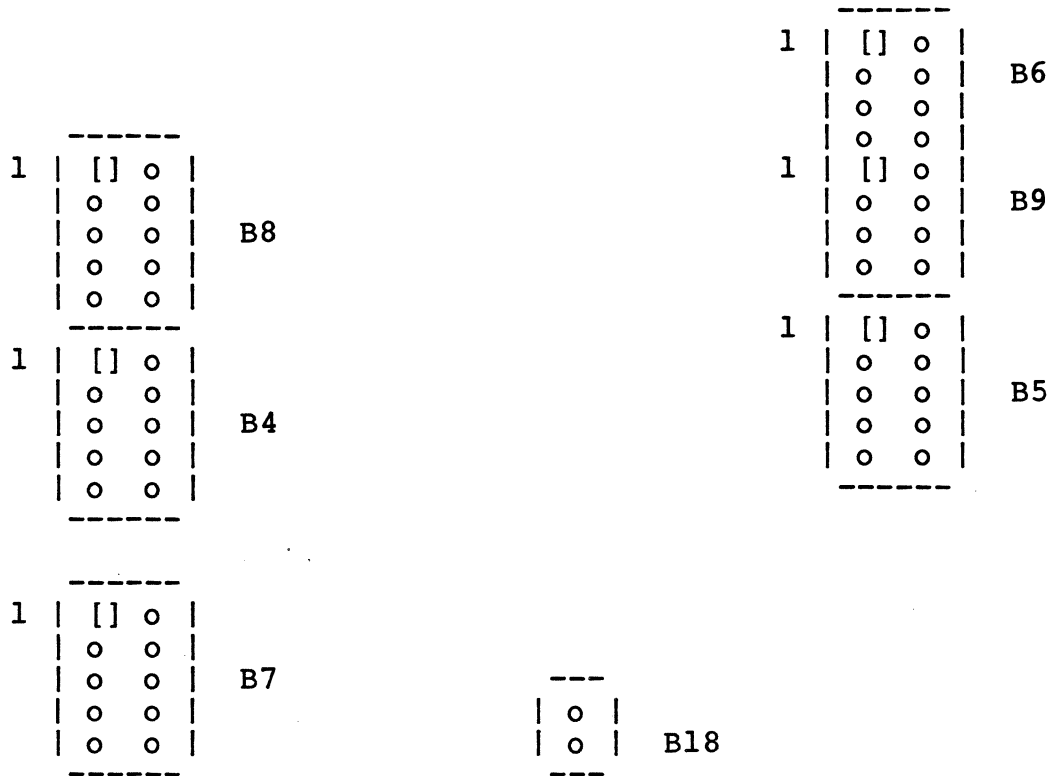 ------
1 | [] o |
| o o | B6
| o o |
------ | o o |
1 | [] o | 1 | [] o |
| o o | | o o | B9
| o o | B8 | o o |
| o o | | o o |
| o o | ------
------ 1 | [] o |
1 | [] o | | o o |
| o o | | o o | B5
| o o | B4 | o o |
| o o | | o o |
| o o | ------
------
------
1 | [] o |
| o o |
| o o | B7 ---
| o o | | o |
| o o | | o | B18
------ ---